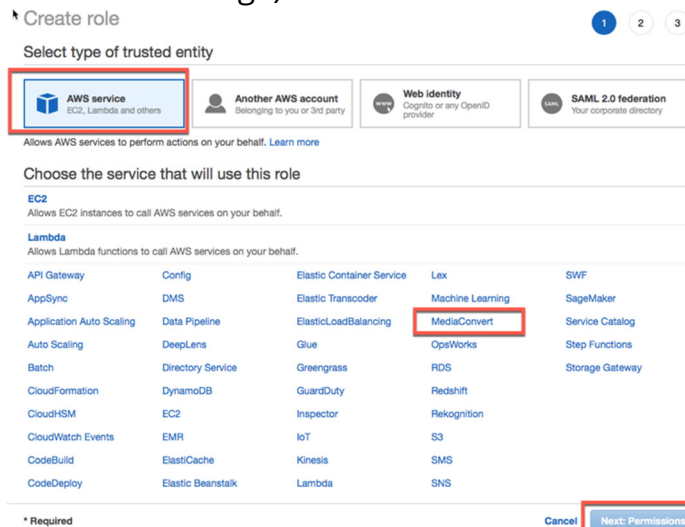 Create role
1 2 3
Select type of trusted entity
AWS service
EC2, Lambda and others
Another AWS account
Belonging to you or 3rd party
www
Web identity
Cognito or any OpenID
provider
SAML
SAML 2.0 federation
Your corporate directory
Allows AWS services to perform actions on your behalf. Learn more
Choose the service that will use this role
EC2
Allows EC2 instances to call AWS services on your behalf.
Lambda
Allows Lambda functions to call AWS services on your behalf.
API Gateway Config Elastic Container Service Lex SWF
AppSync DMS Elastic Transcoder Machine Learning SageMaker
Application Auto Scaling Data Pipeline ElasticLoadBalancing MediaConvert Service Catalog
Auto Scaling DeepLens Glue OpsWorks Step Functions
Batch Directory Service Greengrass RDS Storage Gateway
CloudFormation DynamoDB GuardDuty Redshift
CloudHSM EC2 Inspector Rekognition
CloudWatch Events EMR IoT S3
CodeBuild ElastiCache Kinesis SMS
CodeDeploy Elastic Beanstalk Lambda SNS
* Required Cancel Next: Permissions